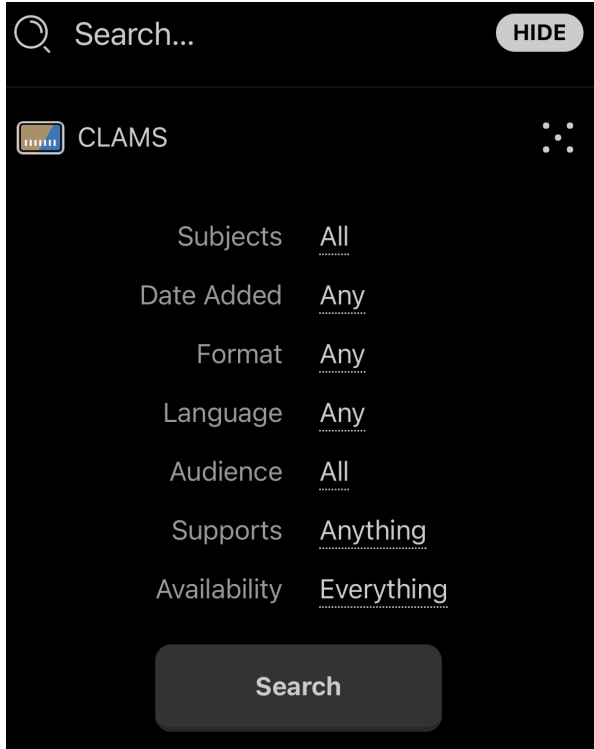 Search... HIDE
CLAMS
Subjects All
Date Added Any
Format Any
Language Any
Audience All
Supports Anything
Availability Everything
Search